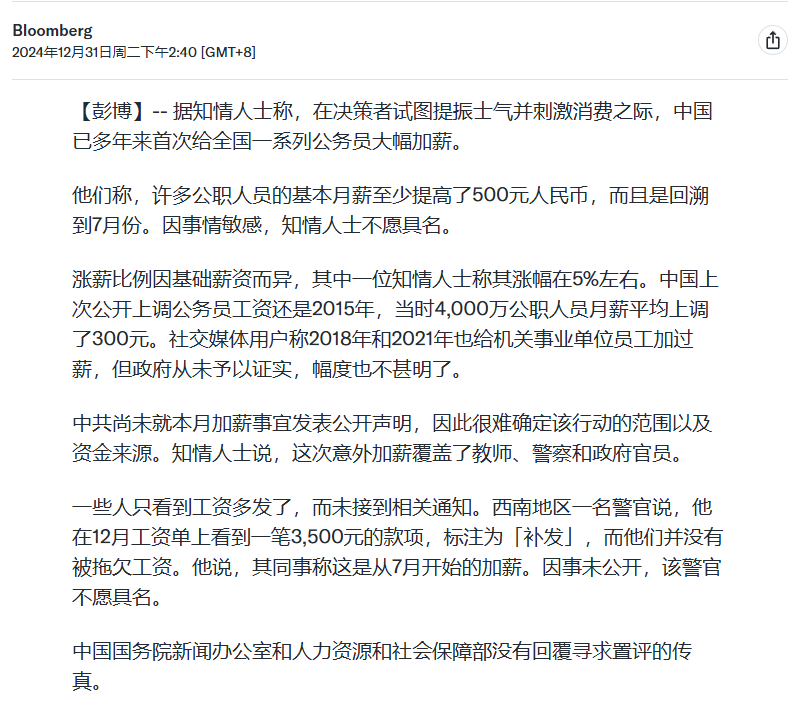 Bloomberg
2024年12月31日周二下午2:40 [GMT+8]
【彭博】-- 据知情人士称，在决策者试图提振士气并刺激消费之际，中国
已多年来首次给全国一系列公务员大幅加薪。
他们称，许多公职人员的基本月薪至少提高了500元人民币，而且是回溯
到7月份。因事情敏感，知情人士不愿具名。
涨薪比例因基础薪资而异，其中一位知情人士称其涨幅在5%左右。中国上
次公开上调公务员工资还是2015年，当时4,000万公职人员月薪平均上调
了300元。社交媒体用户称2018年和2021年也给机关事业单位员工加过
薪，但政府从未予以证实，幅度也不甚明了。
中共尚未就本月加薪事宜发表公开声明，因此很难确定该行动的范围以及
资金来源。知情人士说，这次意外加薪覆盖了教师、警察和政府官员。
一些人只看到工资多发了，而未接到相关通知。西南地区一名警官说，他
在12月工资单上看到一笔3,500元的款项，标注为「补发」，而他们并没有
被拖欠工资。他说，其同事称这是从7月开始的加薪。因事未公开，该警官
不愿具名。
中国国务院新闻办公室和人力资源和社会保障部没有回覆寻求置评的传
真。